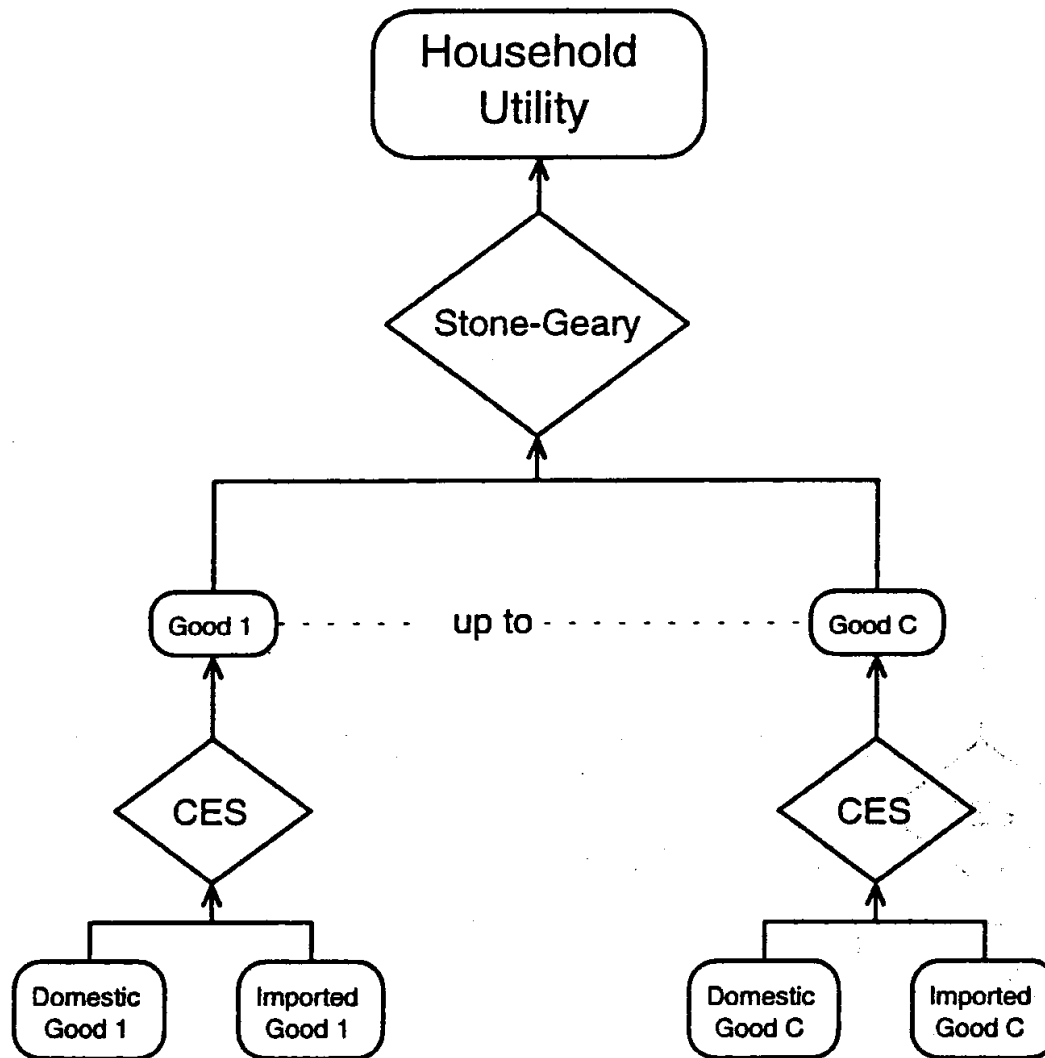 Household
Utility
Stone-Geary
Good 1
up to
Good C
CES
CES
Domestic
Good 1
Imported
Good 1
Domestic
Good C
Imported
Good C